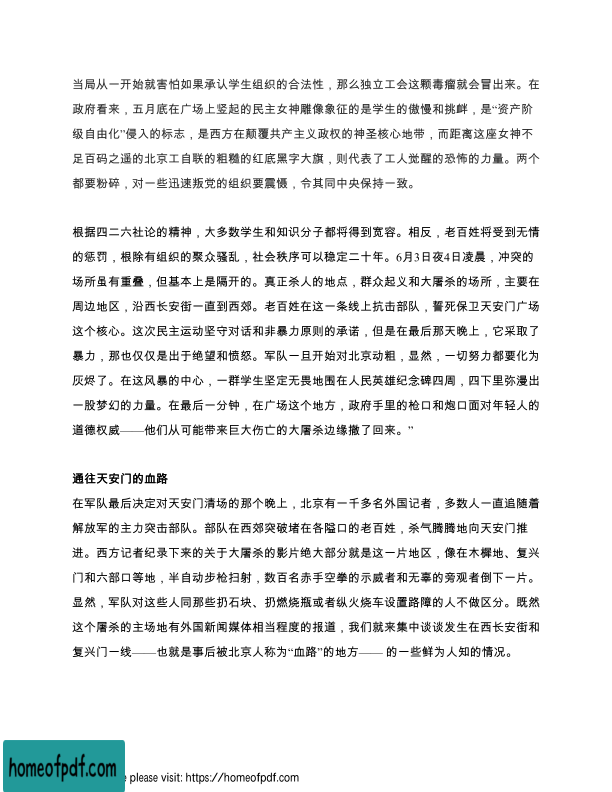 当局从一开始就害怕如果承认学生组织的合法性，那么独立工会这颗毒瘤就会冒出来。在
政府看来，五月底在广场上竖起的民主女神雕像象征的是学生的傲慢和挑衅，是“资产阶
级自由化”侵入的标志，是西方在颠覆共产主义政权的神圣核心地带，而距离这座女神不
足百码之遥的北京工自联的粗糙的红底黑字大旗，则代表了工人觉醒的恐怖的力量。两个
都要粉碎，对一些迅速叛党的组织要震慑，令其同中央保持一致。
根据四二六社论的精神，大多数学生和知识分子都将得到宽容。相反，老百姓将受到无情
的惩罚，根除有组织的聚众骚乱，社会秩序可以稳定二十年。6月3日夜4日凌晨，冲突的
场所虽有重叠，但基本上是隔开的。真正杀人的地点，群众起义和大屠杀的场所，主要在
周边地区，沿西长安街一直到西郊。老百姓在这一条线上抗击部队，誓死保卫天安门广场
这个核心。这次民主运动坚守对话和非暴力原则的承诺，但是在最后那天晚上，它采取了
暴力，那也仅仅是出于绝望和愤怒。军队一旦开始对北京动粗，显然，一切努力都要化为
灰烬了。在这风暴的中心，一群学生坚定无畏地围在人民英雄纪念碑四周，四下里弥漫出
一股梦幻的力量。在最后一分钟，在广场这个地方，政府手里的枪口和炮口面对年轻人的
道德权威——他们从可能带来巨大伤亡的大屠杀边缘撤了回来。”
通往天安门的血路
在军队最后决定对天安门清场的那个晚上，北京有一千多名外国记者，多数人一直追随着
解放军的主力突击部队。部队在西郊突破堵在各隘口的老百姓，杀气腾腾地向天安门推
进。西方记者纪录下来的关于大屠杀的影片绝大部分就是这一片地区，像在木樨地、复兴
门和六部口等地，半自动步枪扫射，数百名赤手空拳的示威者和无辜的旁观者倒下一片。
显然，军队对这些人同那些扔石块、扔燃烧瓶或者纵火烧车设置路障的人不做区分。既然
这个屠杀的主场地有外国新闻媒体相当程度的报道，我们就来集中谈谈发生在西长安街和
复兴门一线——也就是事后被北京人称为“血路”的地方—— 的一些鲜为人知的情况。
homeofpdf.com
e please visit: https://homeofpdf.com